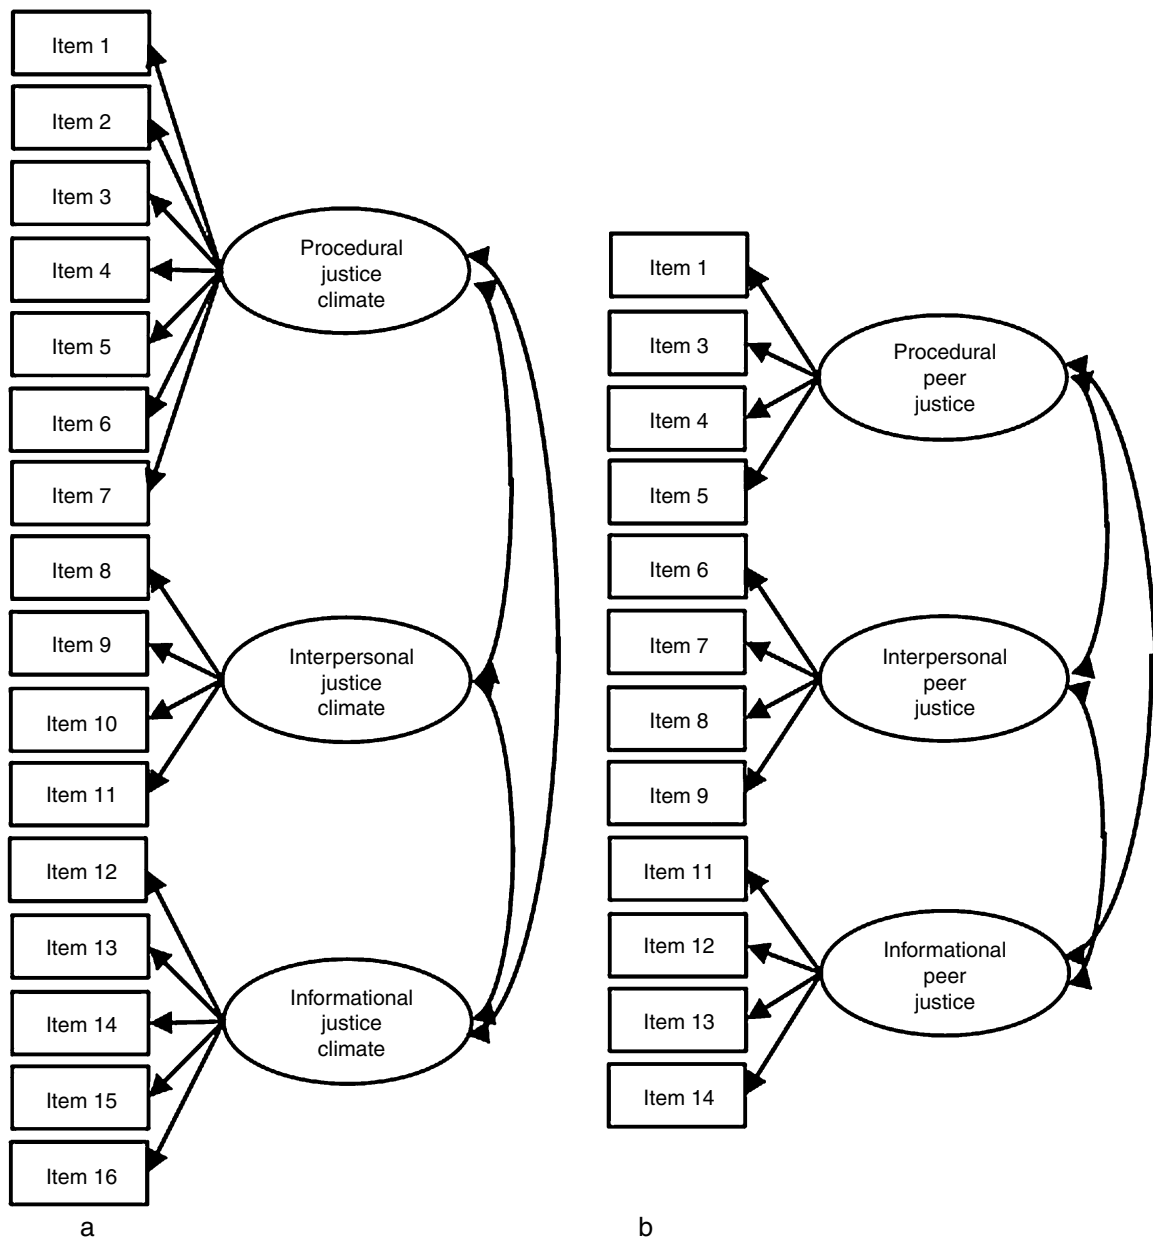 Item 1
Item 2
Item 3
Item 4
Item 5
Item 6
Item 7
Item 8
Item 9
Item 10
Item 11
Item 12
Item 13
Item 14
Item 15
Item 16
Procedural
justice
climate
Interpersonal
justice
climate
Informational
justice
climate
a
Item 1
Item 3
Item 4
Item 5
Item 6
Item 7
Item 8
Item 9
Item 11
Item 12
Item 13
Item 14
Procedural
peer
justice
Interpersonal
peer
justice
Informational
peer
justice
b